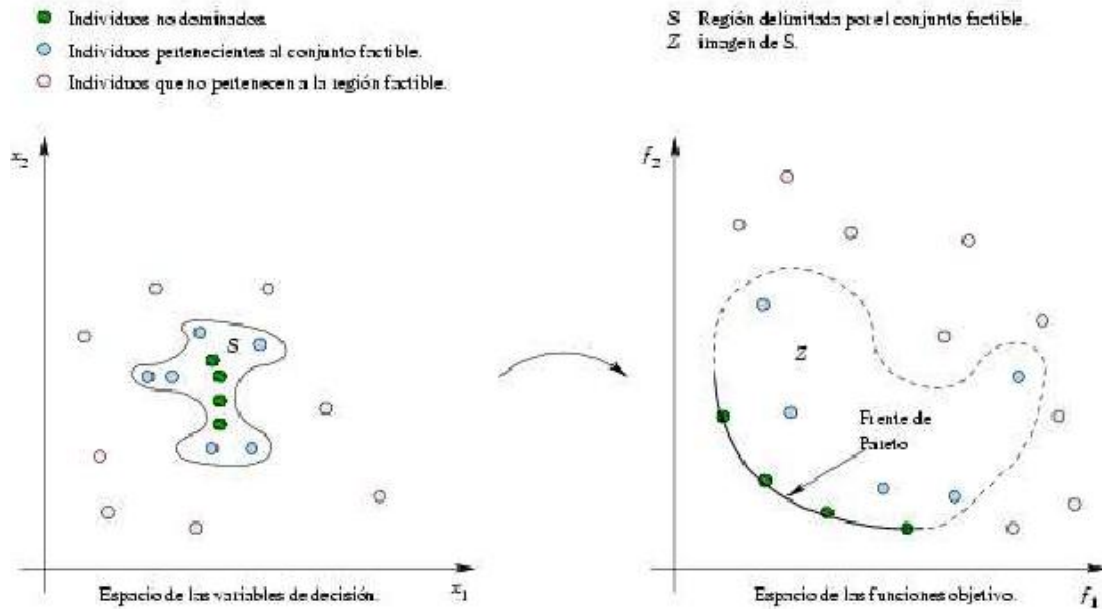 Individuos no dominados.
Individuos pertenecientes al conjunto factible.
Individuos que no pertenecen a la región factible.
S Región delimitada por el conjunto factible.
Z imagen de S.
x2
S
x1
Espacio de las variables de decisión.
f2
Z
Frente de
Pareto
f1
Espacio de las funciones objetivo.